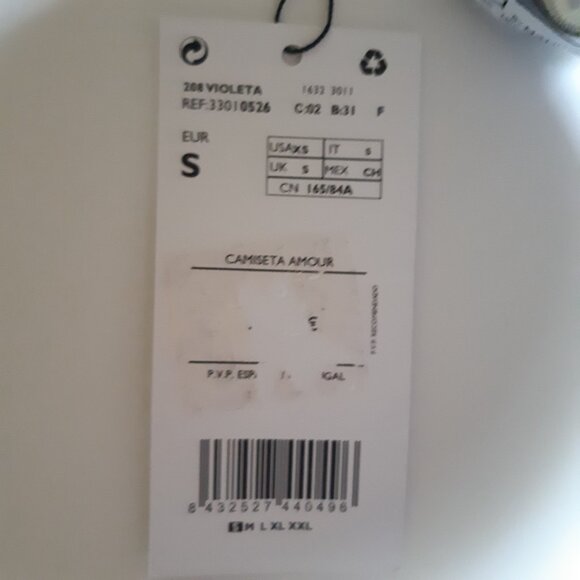 208 VIOLETA 1633 3011
REF:33010526 C:02 B:31 F
EUR
S
USA XS IT S
UK S MEX CH
CN 165/84A
CAMISETA AMOUR
P.V.P. RECOMENDADO
P.V.P. ESP
8 432527 440496
S M L XL XXL